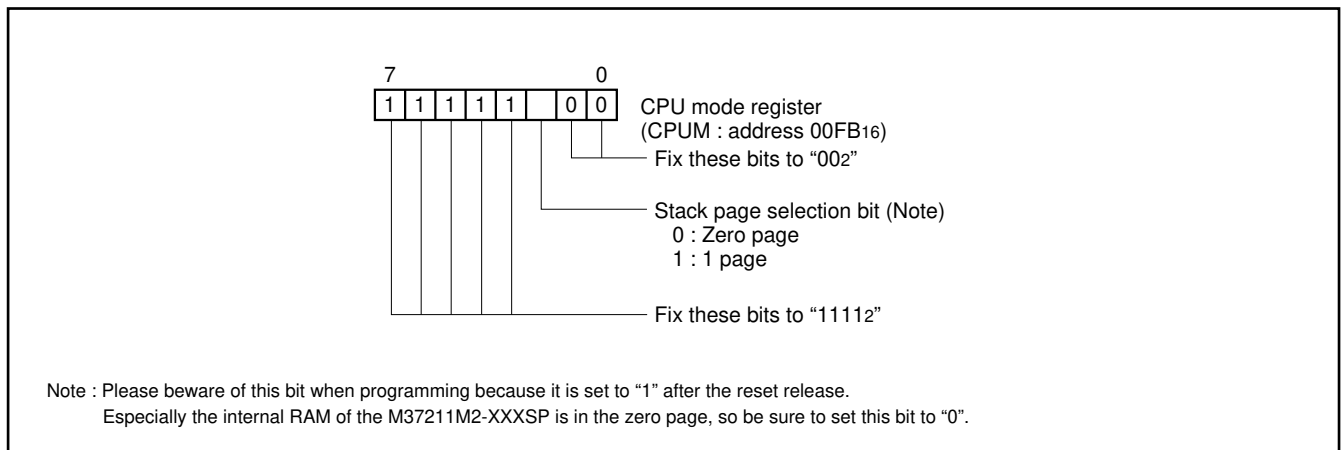 7 0
1 1 1 1 1 0 0
CPU mode register
(CPUM : address 00FB16)
Fix these bits to “002”
Stack page selection bit (Note)
0 : Zero page
1 : 1 page
Fix these bits to “11112”
Note : Please beware of this bit when programming because it is set to “1” after the reset release.
Especially the internal RAM of the M37211M2-XXXSP is in the zero page, so be sure to set this bit to “0”.